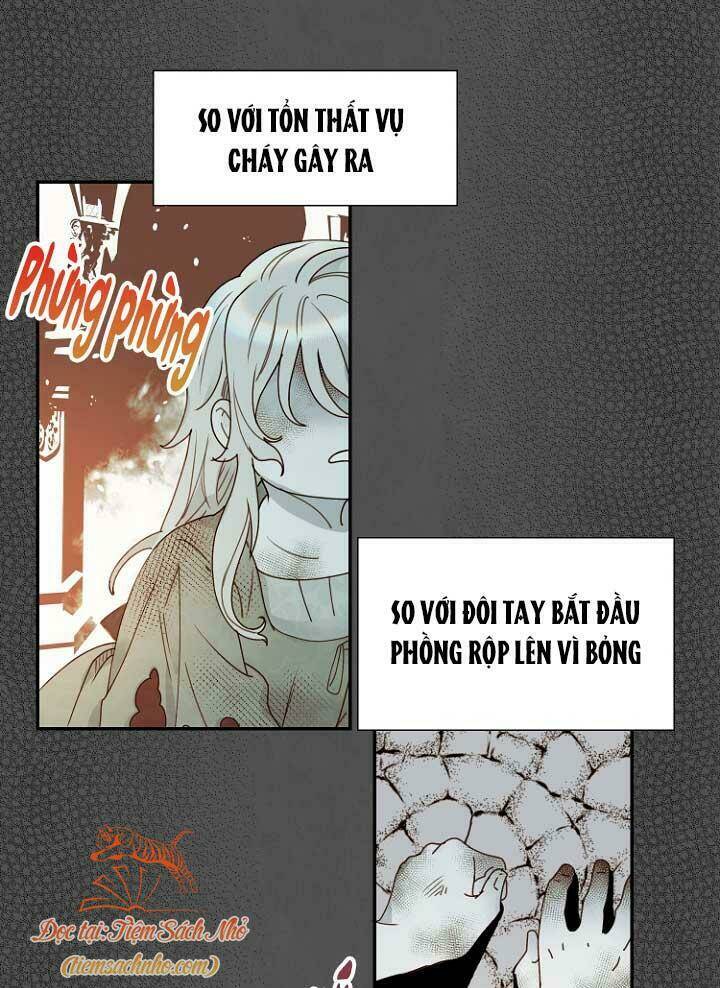 SO VỚI TỔN THẤT VỤ
CHÁY GÂY RA
Phừng phừng
SO VỚI ĐÔI TAY BẮT ĐẦU
PHỒNG RỘP LÊN VÌ BỎNG
Đọc tại: Tiệm Sách Nhỏ
(tiemsachnho.com)